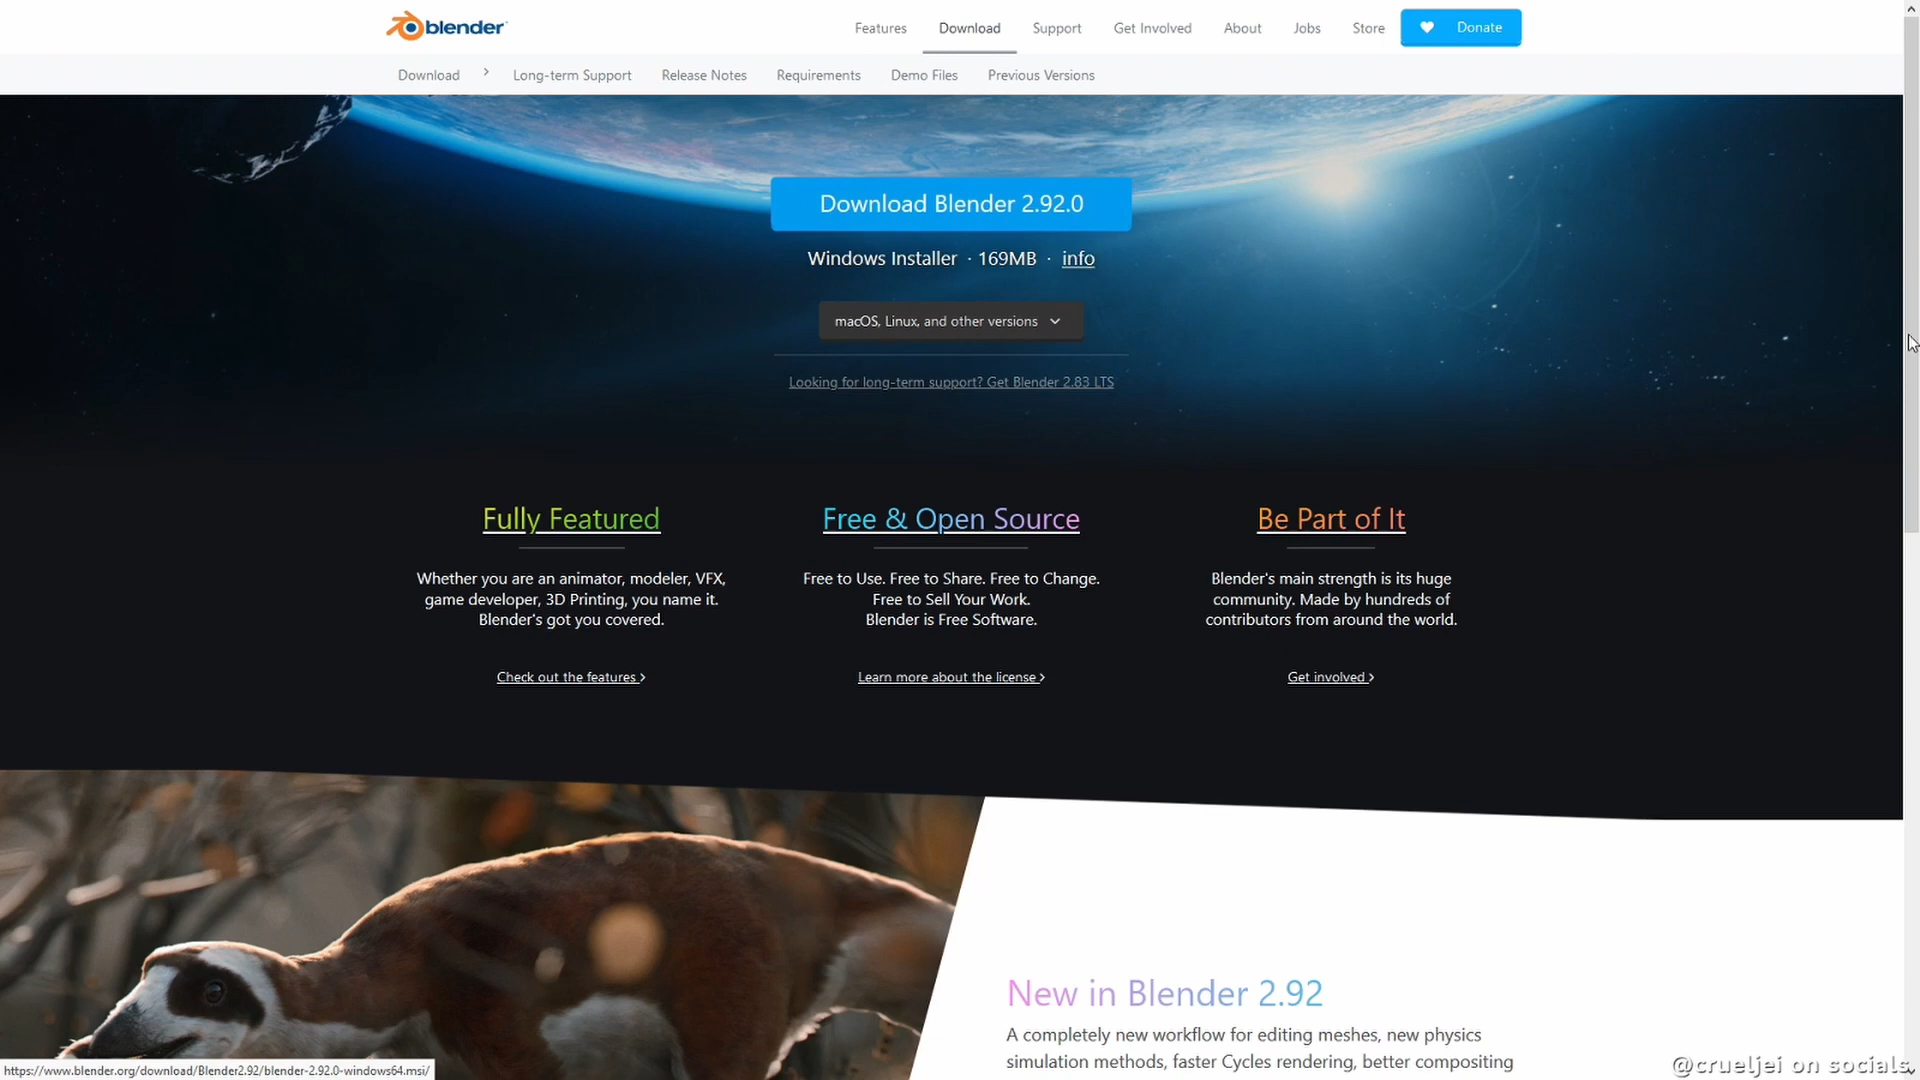 blender
Features
Download
Support
Get Involved
About
Jobs
Store
Donate
Download
Long-term Support
Release Notes
Requirements
Demo Files
Previous Versions
Download Blender 2.92.0
Windows Installer · 169MB · info
macOS, Linux, and other versions
Looking for long-term support? Get Blender 2.83 LTS
Fully Featured
Whether you are an animator, modeler, VFX,
game developer, 3D Printing, you name it.
Blender's got you covered.
Check out the features
Free & Open Source
Free to Use. Free to Share. Free to Change.
Free to Sell Your Work.
Blender is Free Software.
Learn more about the license
Be Part of It
Blender's main strength is its huge
community. Made by hundreds of
contributors from around the world.
Get involved
New in Blender 2.92
A completely new workflow for editing meshes, new physics
simulation methods, faster Cycles rendering, better compositing
https://www.blender.org/download/Blender2.92/blender-2.92.0-windows64.msi/
@crueljei on socials